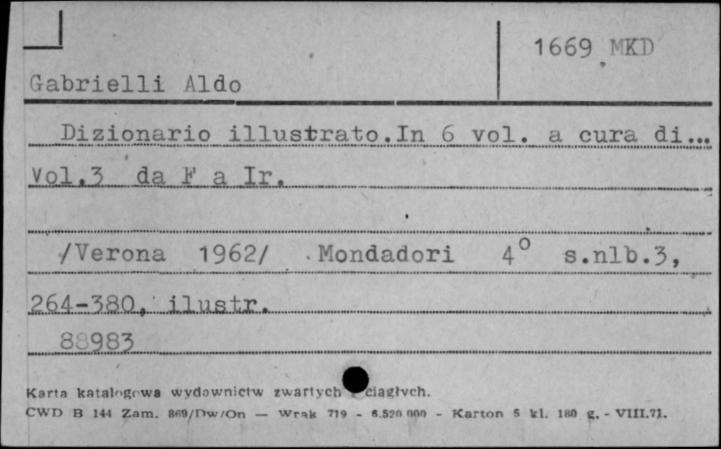 1669 MKD
Gabrielli Aldo
Dizionario illustrato.In 6 vol. a cura di...
Vol.3 da F a Ir.
/Verona 1962/ Mondadori 4° s.nlb.3,
264-380, ilustr.
88983
Karta katalogowa wydawnictw zwartych ciągłych.
CWD B 144 Zam. 869/Dw/On — Wrak 719 - 6.520.000 - Karton 5 kl. 180 g. - VIII.71.